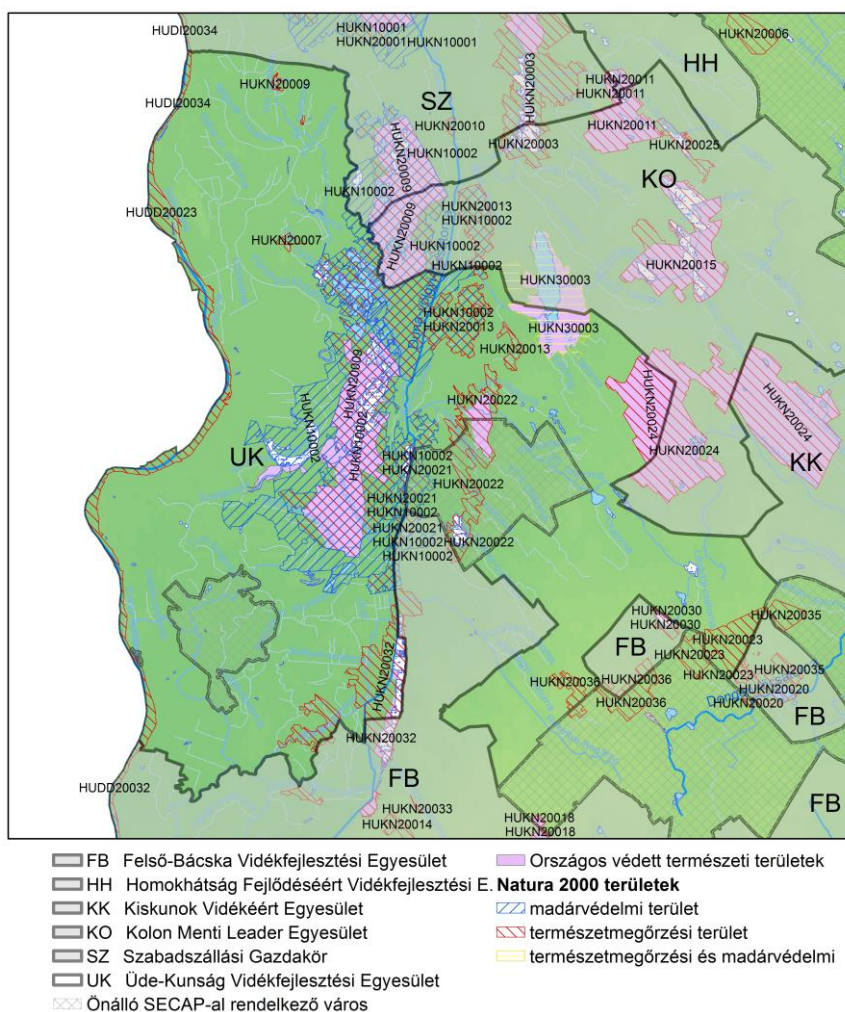 HUDI20034
HUKN10001
HUKN20001
HUKN10001
HUKN20003
HUKN20006
HH
HUKN20011
HUKN20011
HUKN20011
HUDI20034
HUKN20009
SZ
HUKN20010
HUKN20009
HUKN10002
HUKN20003
HUKN20025
KO
HUKN10002
HUDD20023
HUKN20007
HUKN20009
HUKN20013
HUKN10002
HUKN10002
HUKN10002
HUKN20015
HUKN30003
HUKN10002
HUKN20013
HUKN30003
HUKN20013
HUKN20009
HUKN10002
HUKN10002
HUKN20022
HUKN20024
HUKN20024
HUKN20024
KK
UK
HUKN10002
HUKN20021
HUKN20022
HUKN20021
HUKN10002
HUKN20021
HUKN10002
HUKN20022
HUKN10002
HUKN20030
HUKN20030
HUKN20035
FB
HUKN20023
HUKN20023
HUKN20032
HUKN20036
HUKN20036
HUKN20036
HUKN20023
HUKN20035
HUKN20020
HUKN20020
FB
HUKN20032
FB
HUDD20032
HUKN20033
HUKN20014
HUKN20018
HUKN20018
FB
FB Felső-Bácska Vidékfejlesztési Egyesület
HH Homokhátság Fejlődéséért Vidékfejlesztési E.
KK Kiskunok Vidékéért Egyesület
KO Kolon Menti Leader Egyesület
SZ Szabadszállási Gazdakör
UK Üde-Kunság Vidékfejlesztési Egyesület
Önálló SECAP-al rendelkező város
Országos védett természeti területek
Natura 2000 területek
madárvédelmi terület
természetmegőrzési terület
természetmegőrzési és madárvédelmi